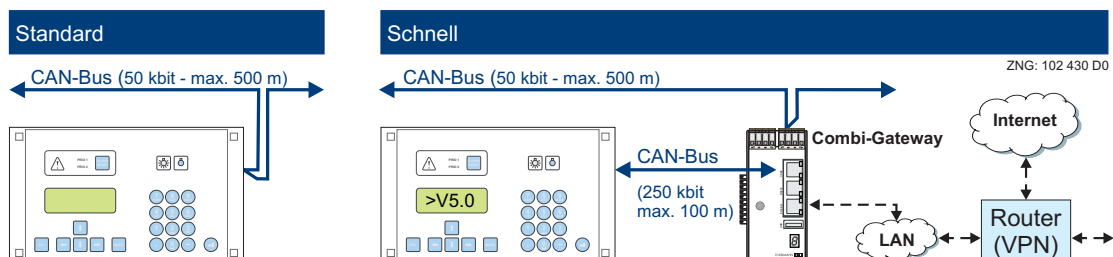 Standard
Schnell
CAN-Bus (50 kbit - max. 500 m)
CAN-Bus (50 kbit - max. 500 m)
ZNG: 102 430 D0
Internet
Combi-Gateway
CAN-Bus
(250 kbit
max. 100 m)
>V5.0
LAN
Router
(VPN)